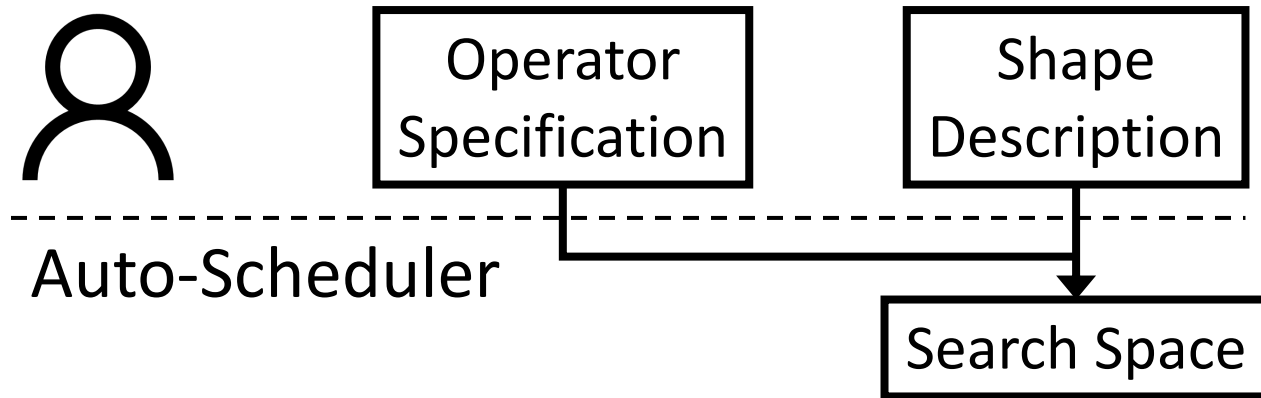 Operator
Specification
Shape
Description
Auto-Scheduler
Search Space